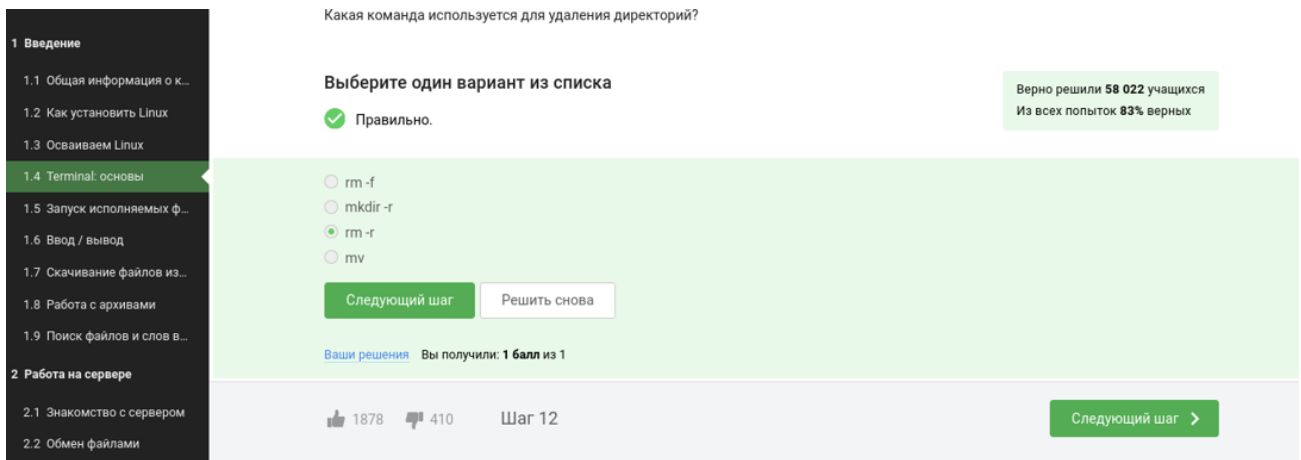 1 Введение
1.1 Общая информация о к...
1.2 Как установить Linux
1.3 Осваиваем Linux
1.4 Terminal: основы
1.5 Запуск исполняемых ф...
1.6 Ввод / вывод
1.7 Скачивание файлов из...
1.8 Работа с архивами
1.9 Поиск файлов и слов в...
2 Работа на сервере
2.1 Знакомство с сервером
2.2 Обмен файлами
Какая команда используется для удаления директорий?
Выберите один вариант из списка
Правильно.
Верно решили 58 022 учащихся
Из всех попыток 83% верных
rm -f
mkdir -r
rm -r
mv
Следующий шаг
Решить снова
Ваши решения Вы получили: 1 балл из 1
1878 410 Шаг 12
Следующий шаг